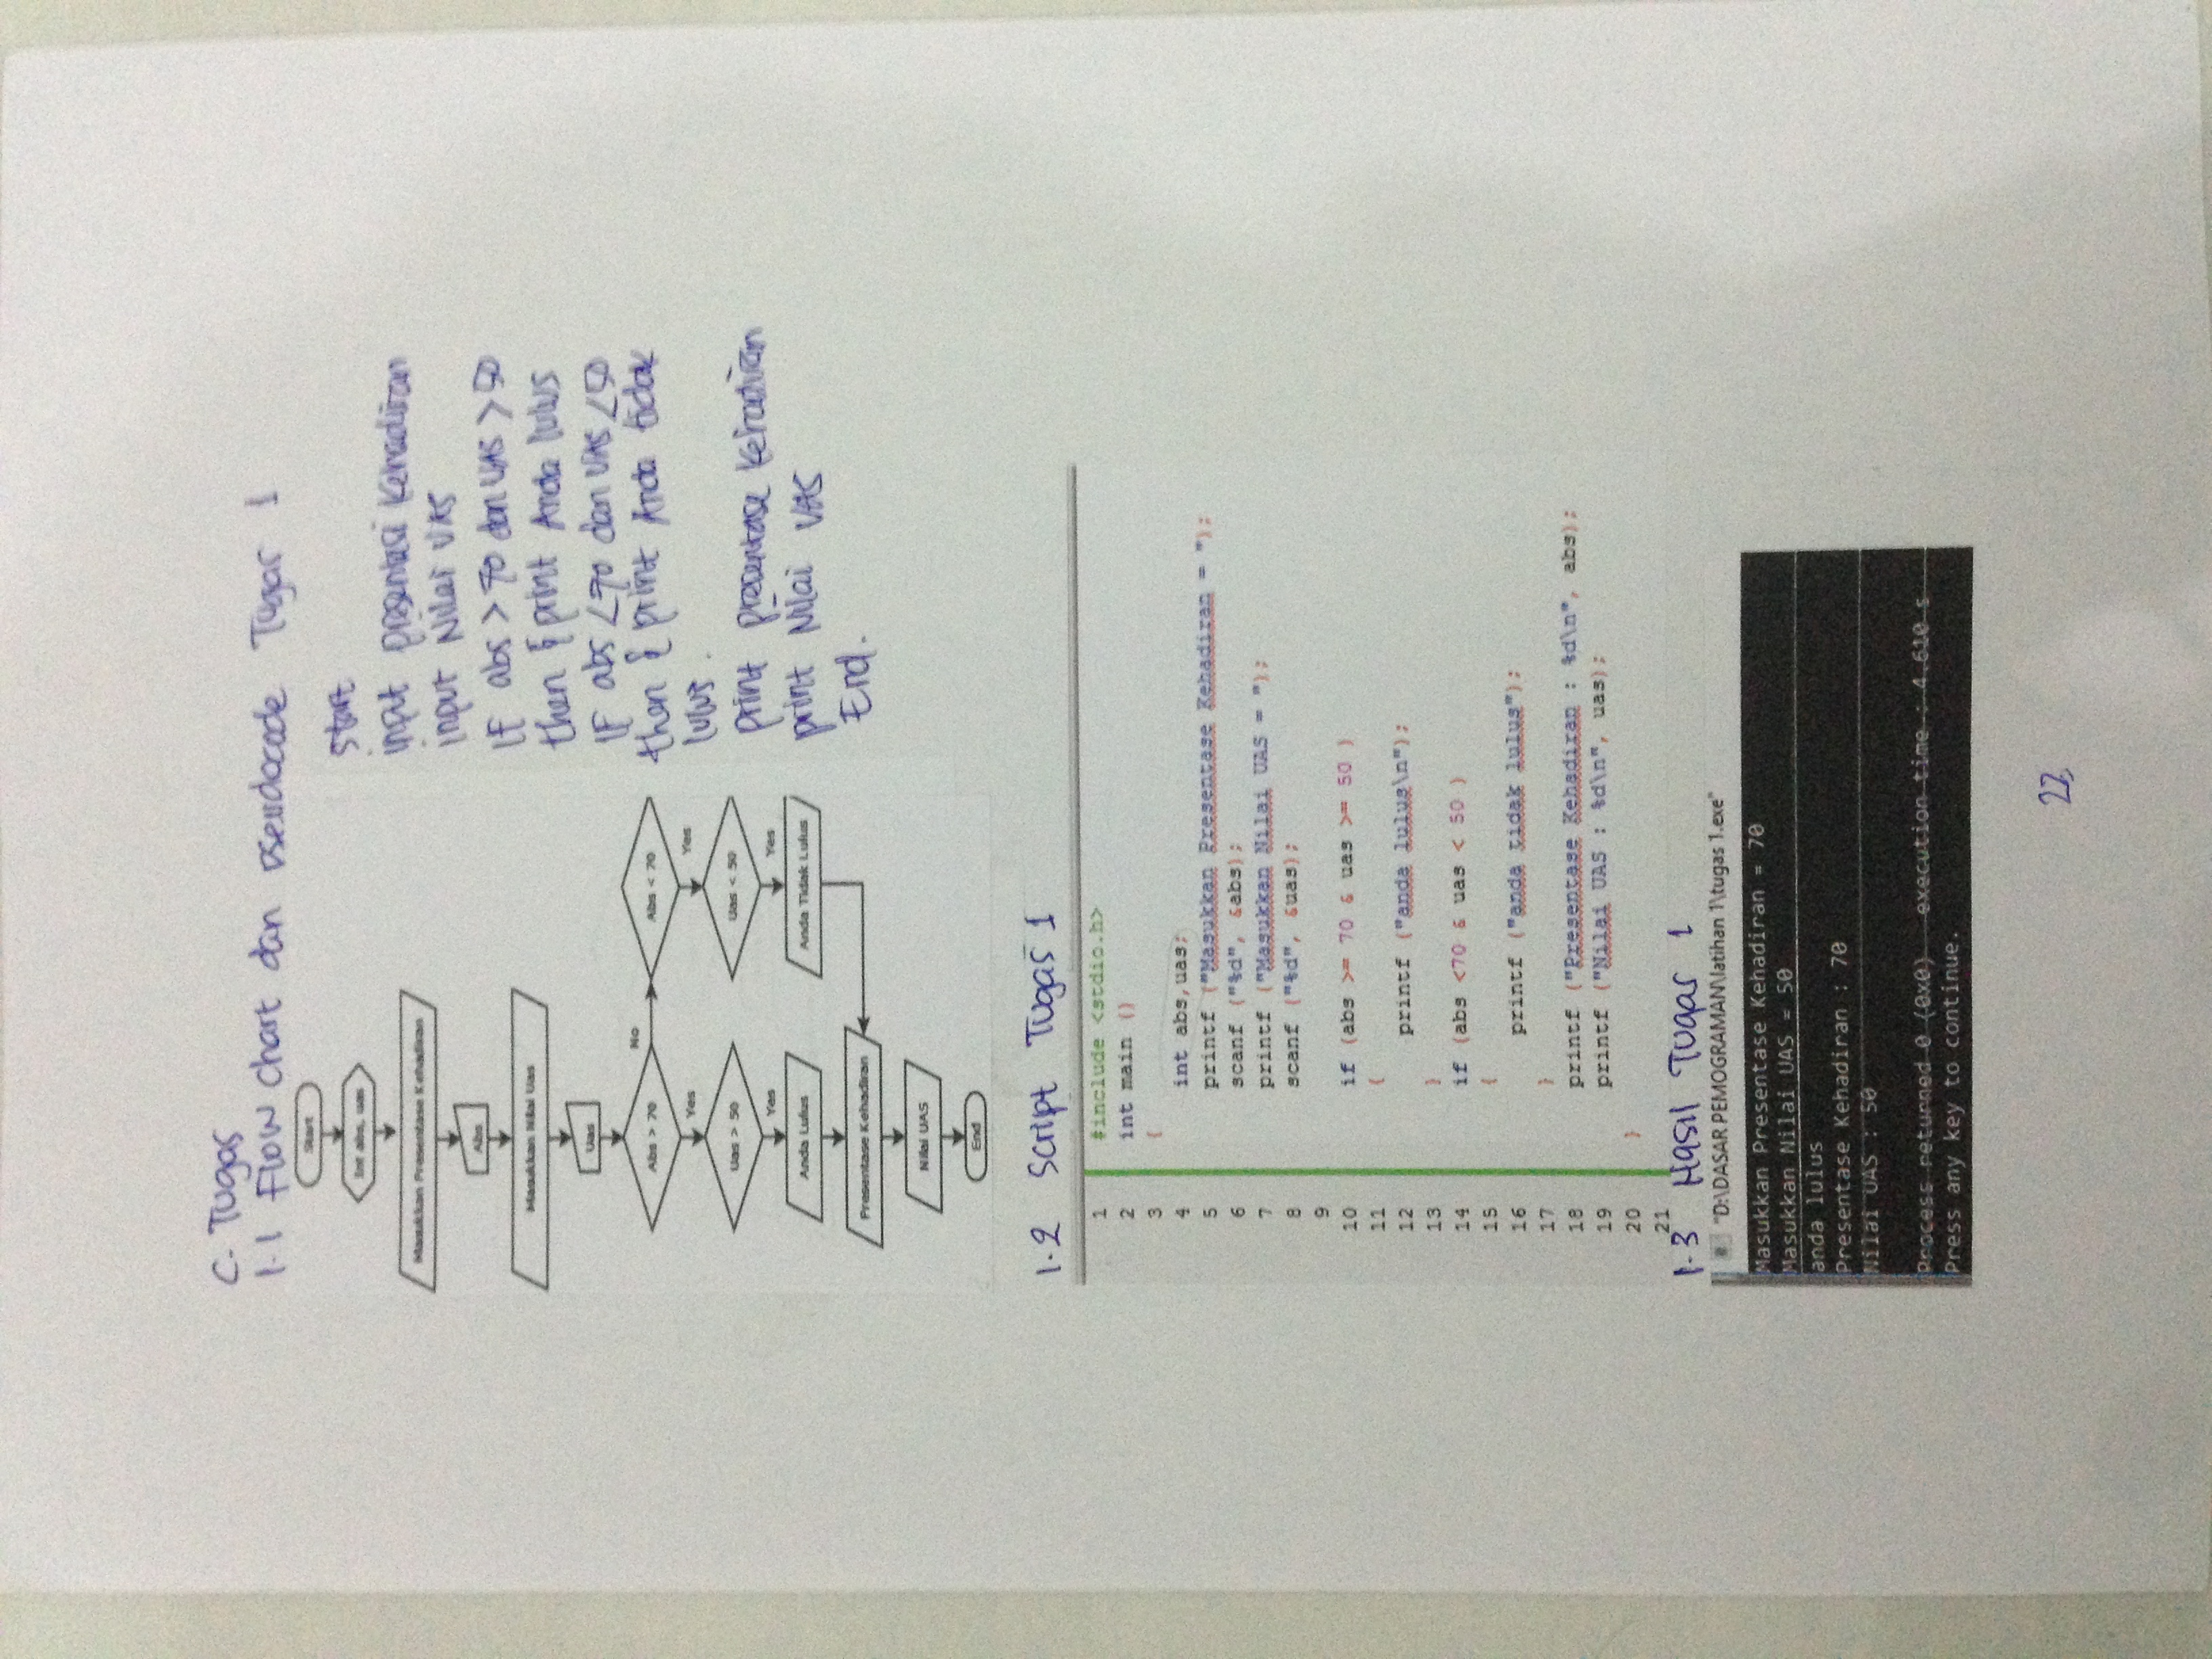 C. Tugas
1.1 Flow Chart dan pseudocode Tugas 1
Start
Int abs, uas
Masukkan Presentase Kehadiran
Abs
Masukkan Nilai Uas
Uas
Abs > 70
No
Abs < 70
Yes
Yes
Uas > 50
Uas < 50
Yes
Yes
Anda Lulus
Anda Tidak Lulus
Presentase Kehadiran
Nilai UAS
End
start
input presentasi Kehadiran
input Nilai UAS
IF abs > 70 dan UAS > 50
then { print Anda lulus
IF abs < 70 dan UAS < 50
then { print Anda tidak
lulus.
print presentase Kehadiran
print Nilai UAS
End.
1.2 Script Tugas 1
1 #include <stdio.h>
2 int main ()
3 {
4 int abs,uas;
5 printf ("Masukkan Presentase Kehadiran = ");
6 scanf ("%d", &abs);
7 printf ("Masukkan Nilai UAS = ");
8 scanf ("%d", &uas);
9
10 if (abs >= 70 & uas >= 50 )
11 {
12 printf ("anda lulus\n");
13 }
14 if (abs <70 & uas < 50 )
15 {
16 printf ("anda tidak lulus");
17 }
18 printf ("Presentase Kehadiran : %d\n", abs);
19 printf ("Nilai UAS : %d\n", uas);
20 }
21
1.3 Hasil Tugas 1
"D:\DASAR PEMOGRAMAN\latihan 1\tugas 1.exe"
Masukkan Presentase Kehadiran = 70
Masukkan Nilai UAS = 50
anda lulus
Presentase Kehadiran : 70
Nilai UAS : 50
Process returned 0 (0x0) execution time : 4.610 s
Press any key to continue.